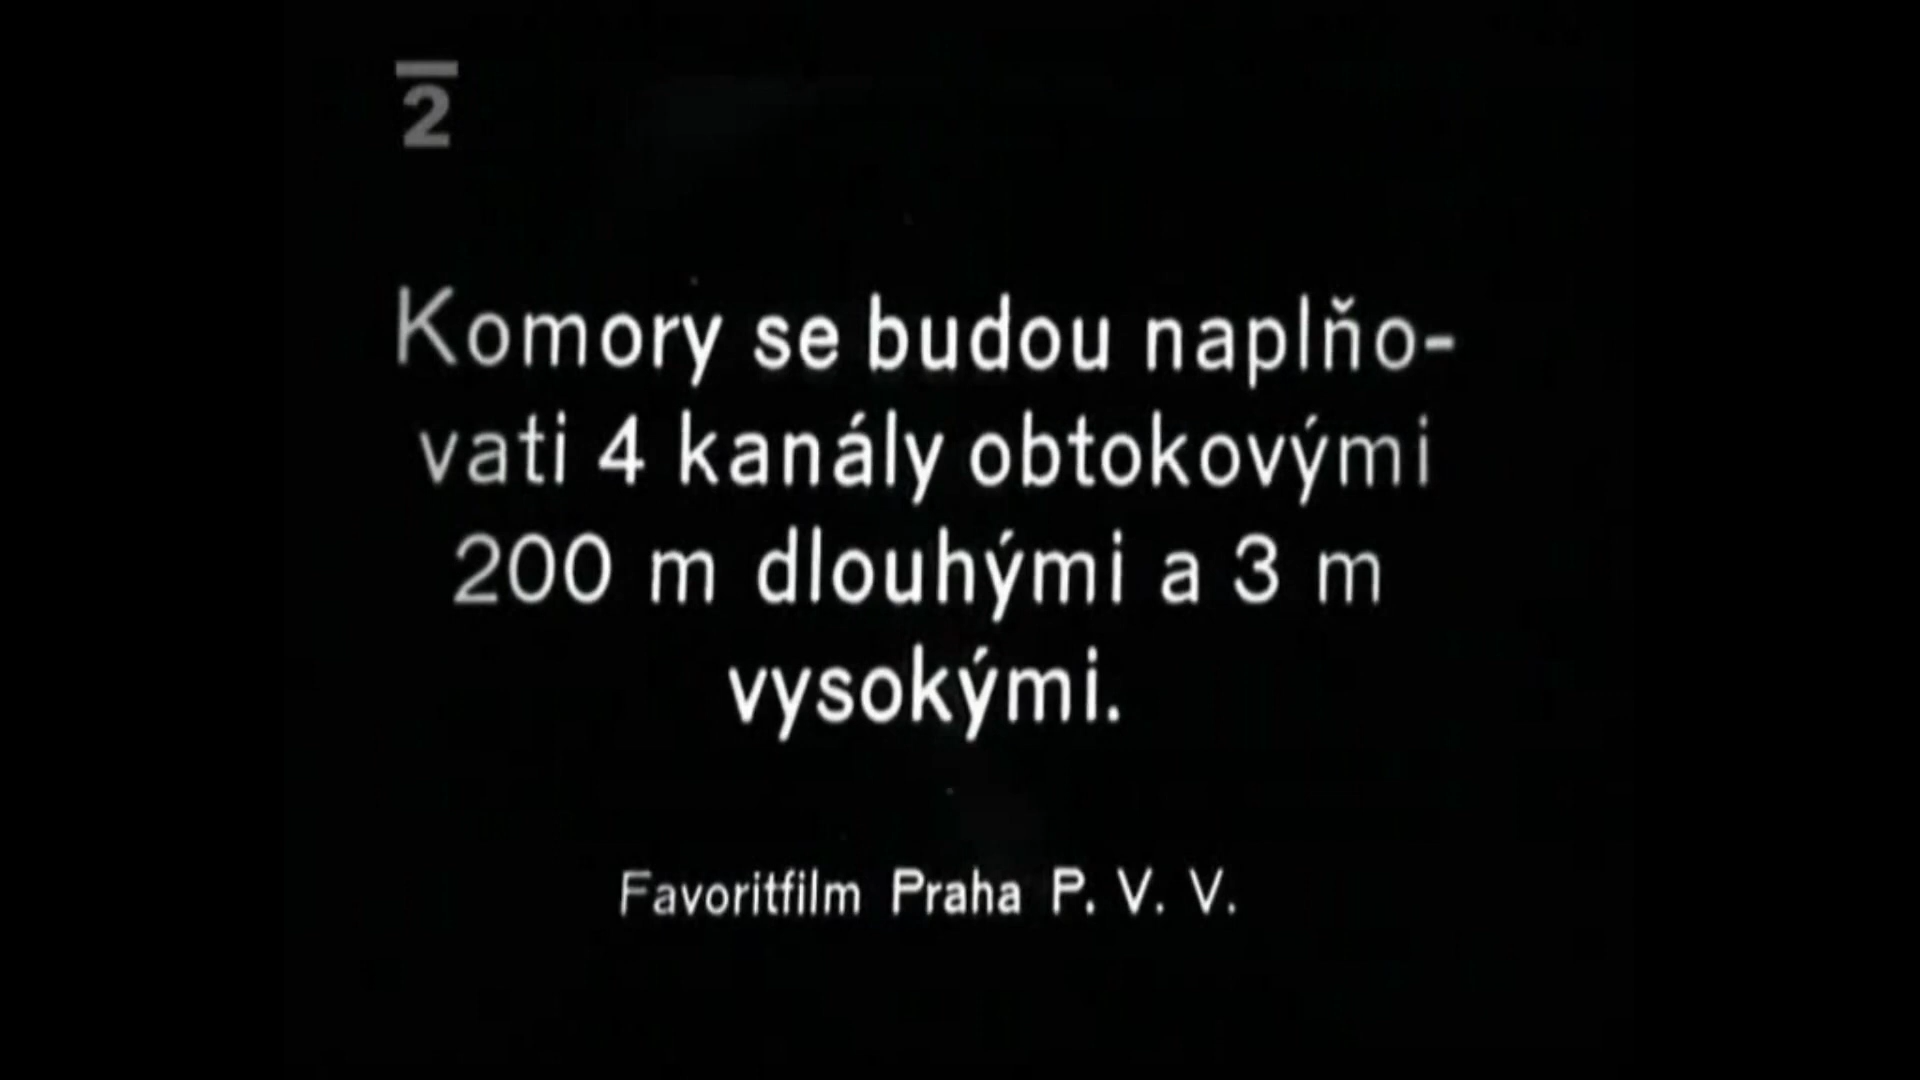 2
Komory se budou naplňo-
vati 4 kanály obtokovými
200 m dlouhými a 3 m
vysokými.
Favoritfilm Praha P. V. V.